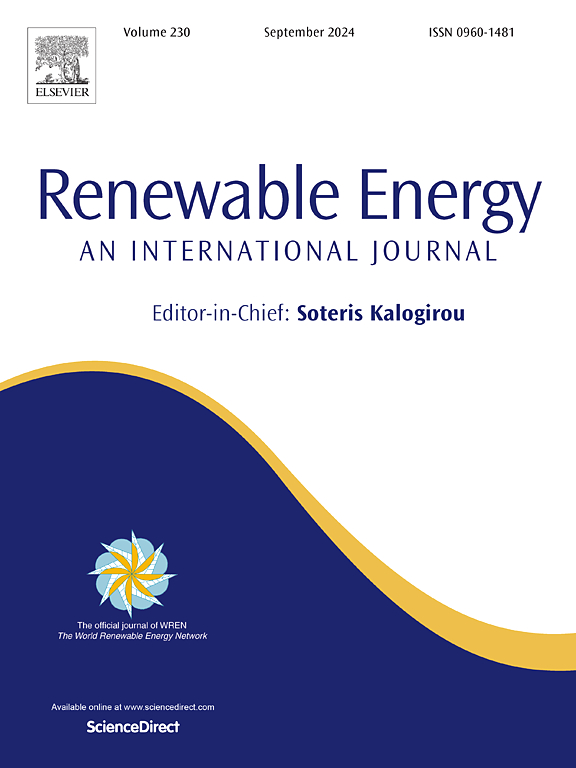 Volume 230 September 2024 ISSN 0960-1481
ELSEVIER
Renewable Energy
AN INTERNATIONAL JOURNAL
Editor-in-Chief: Soteris Kalogirou
The official journal of WREN
The World Renewable Energy Network
Available online at www.sciencedirect.com
ScienceDirect